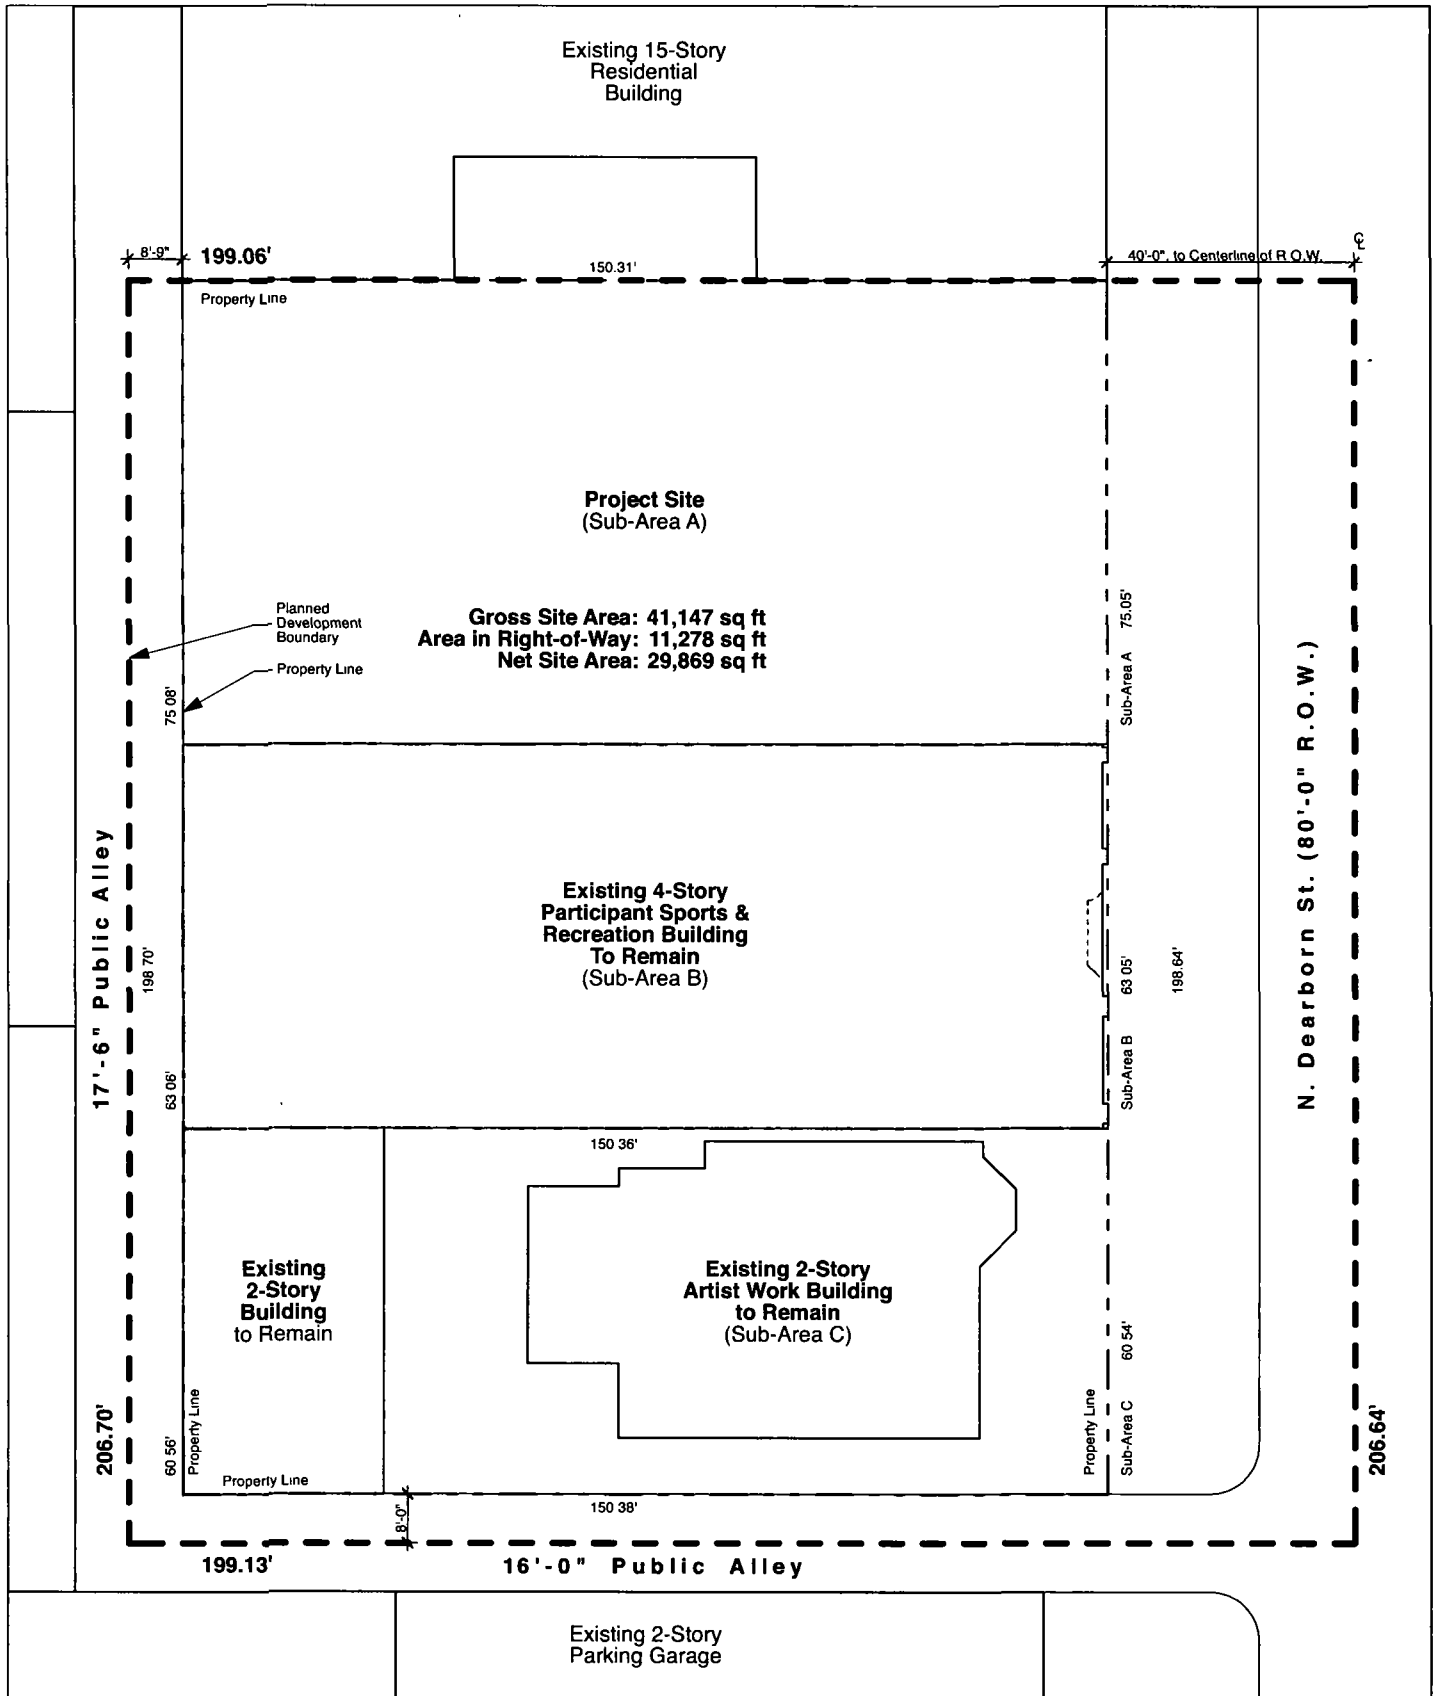 Existing 15-Story
Residential
Building
8'-9"
199.06'
150.31'
40'-0". to Centerline of R O.W.
℄
Property Line
Project Site
(Sub-Area A)
Planned
Development
Boundary
Gross Site Area: 41,147 sq ft
Area in Right-of-Way: 11,278 sq ft
Net Site Area: 29,869 sq ft
Property Line
75 08'
75.05'
Sub-Area A
N. Dearborn St. (80'-0" R.O.W.)
17'-6" Public Alley
198 70'
63 06'
Existing 4-Story
Participant Sports &
Recreation Building
To Remain
(Sub-Area B)
63 05'
Sub-Area B
198.64'
150 36'
Existing
2-Story
Building
to Remain
Existing 2-Story
Artist Work Building
to Remain
(Sub-Area C)
60 54'
Sub-Area C
Property Line
206.70'
60 56'
Property Line
Property Line
206.64'
8'-0"
150 38'
199.13'
16'-0" Public Alley
Existing 2-Story
Parking Garage